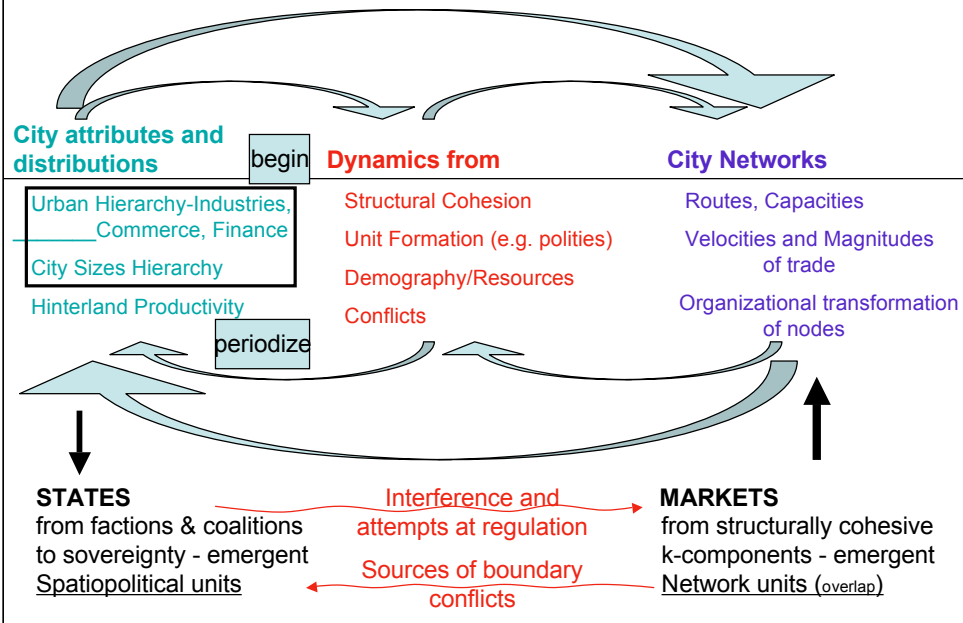 City attributes and
distributions
begin
Dynamics from
City Networks
Urban Hierarchy-Industries,
_______Commerce, Finance
City Sizes Hierarchy
Hinterland Productivity
periodize
Structural Cohesion
Unit Formation (e.g. polities)
Demography/Resources
Conflicts
Routes, Capacities
Velocities and Magnitudes
of trade
Organizational transformation
of nodes
STATES
from factions & coalitions
to sovereignty - emergent
Spatiopolitical units
Interference and
attempts at regulation
Sources of boundary
conflicts
MARKETS
from structurally cohesive
k-components - emergent
Network units (overlap)